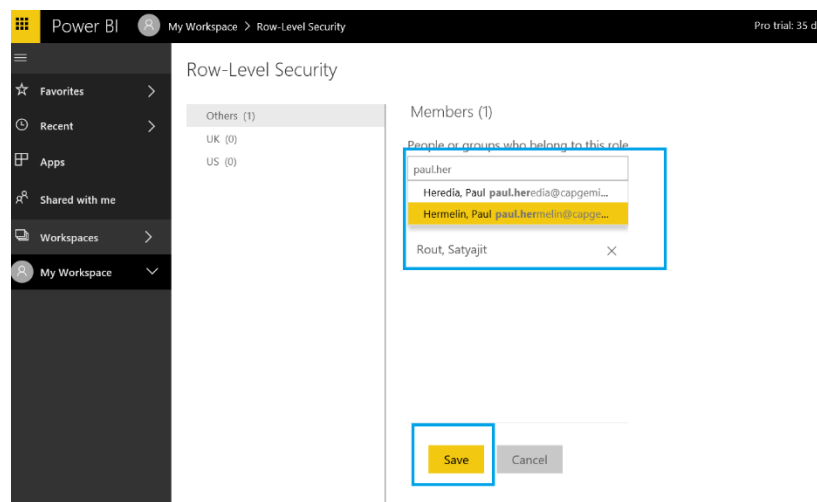 Power BI My Workspace > Row-Level Security Pro trial: 35 d
Favorites
Recent
Apps
Shared with me
Workspaces
My Workspace
Row-Level Security
Others (1)
UK (0)
US (0)
Members (1)
People or groups who belong to this role
paul.her
Heredia, Paul paul.heredia@capgemi...
Hermelin, Paul paul.hermelin@capge...
Rout, Satyajit
Save Cancel